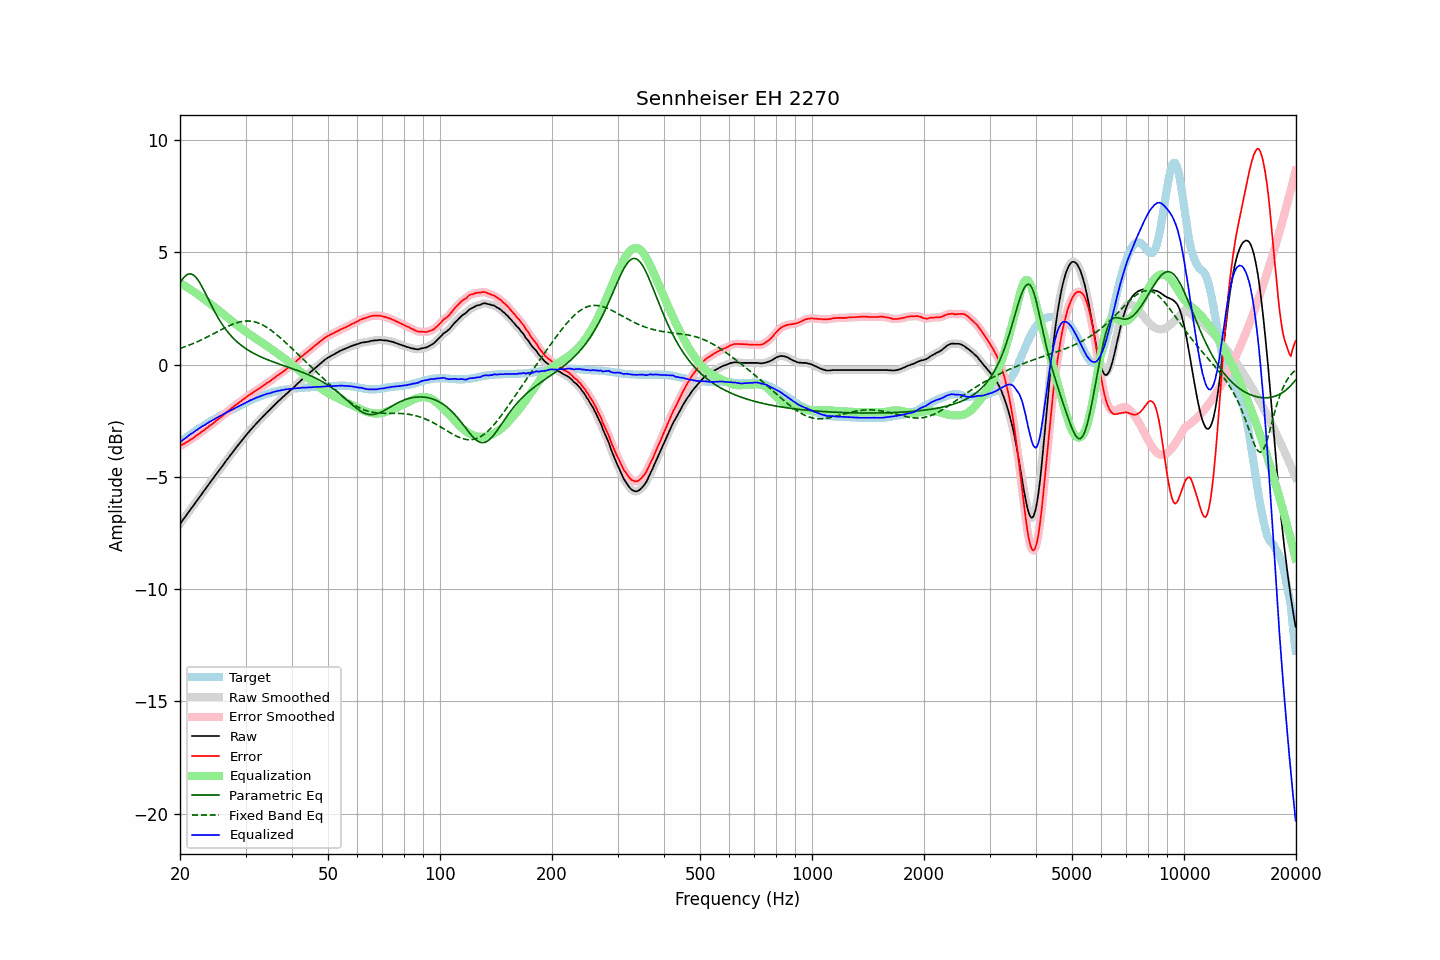 Sennheiser EH 2270
Amplitude (dBr)
10
5
0
−5
−10
−15
−20
Target
Raw Smoothed
Error Smoothed
Raw
Error
Equalization
Parametric Eq
Fixed Band Eq
Equalized
20 50 100 200 500 1000 2000 5000 10000 20000
Frequency (Hz)